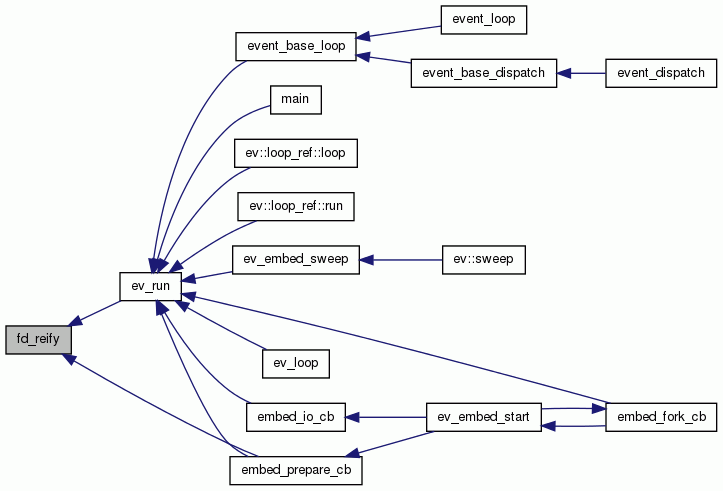 event_loop
event_base_loop
event_base_dispatch
event_dispatch
main
ev::loop_ref::loop
ev::loop_ref::run
ev_embed_sweep
ev::sweep
ev_run
fd_reify
ev_loop
embed_io_cb
ev_embed_start
embed_fork_cb
embed_prepare_cb